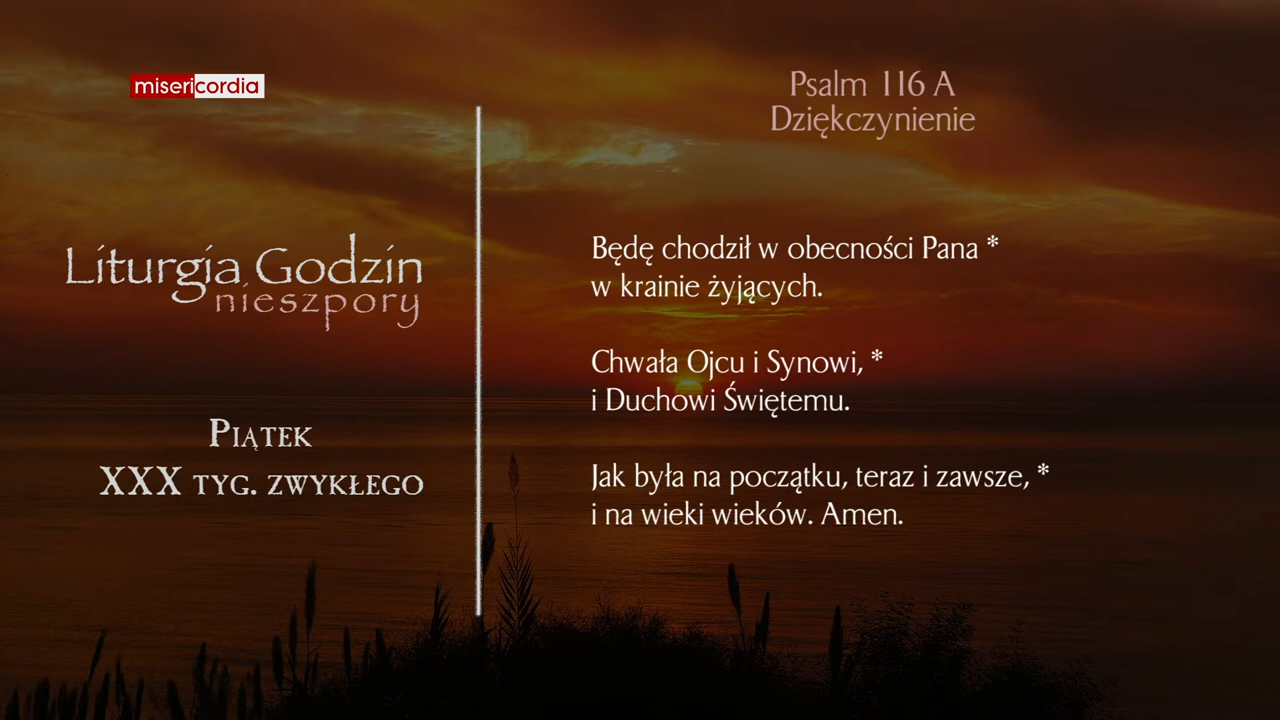 misericordia
Liturgia Godzin
nieszpory
Piątek
XXX tyg. zwykłego
Psalm 116 A
Dziękczynienie
Będę chodził w obecności Pana *
w krainie żyjących.
Chwała Ojcu i Synowi, *
i Duchowi Świętemu.
Jak była na początku, teraz i zawsze, *
i na wieki wieków. Amen.